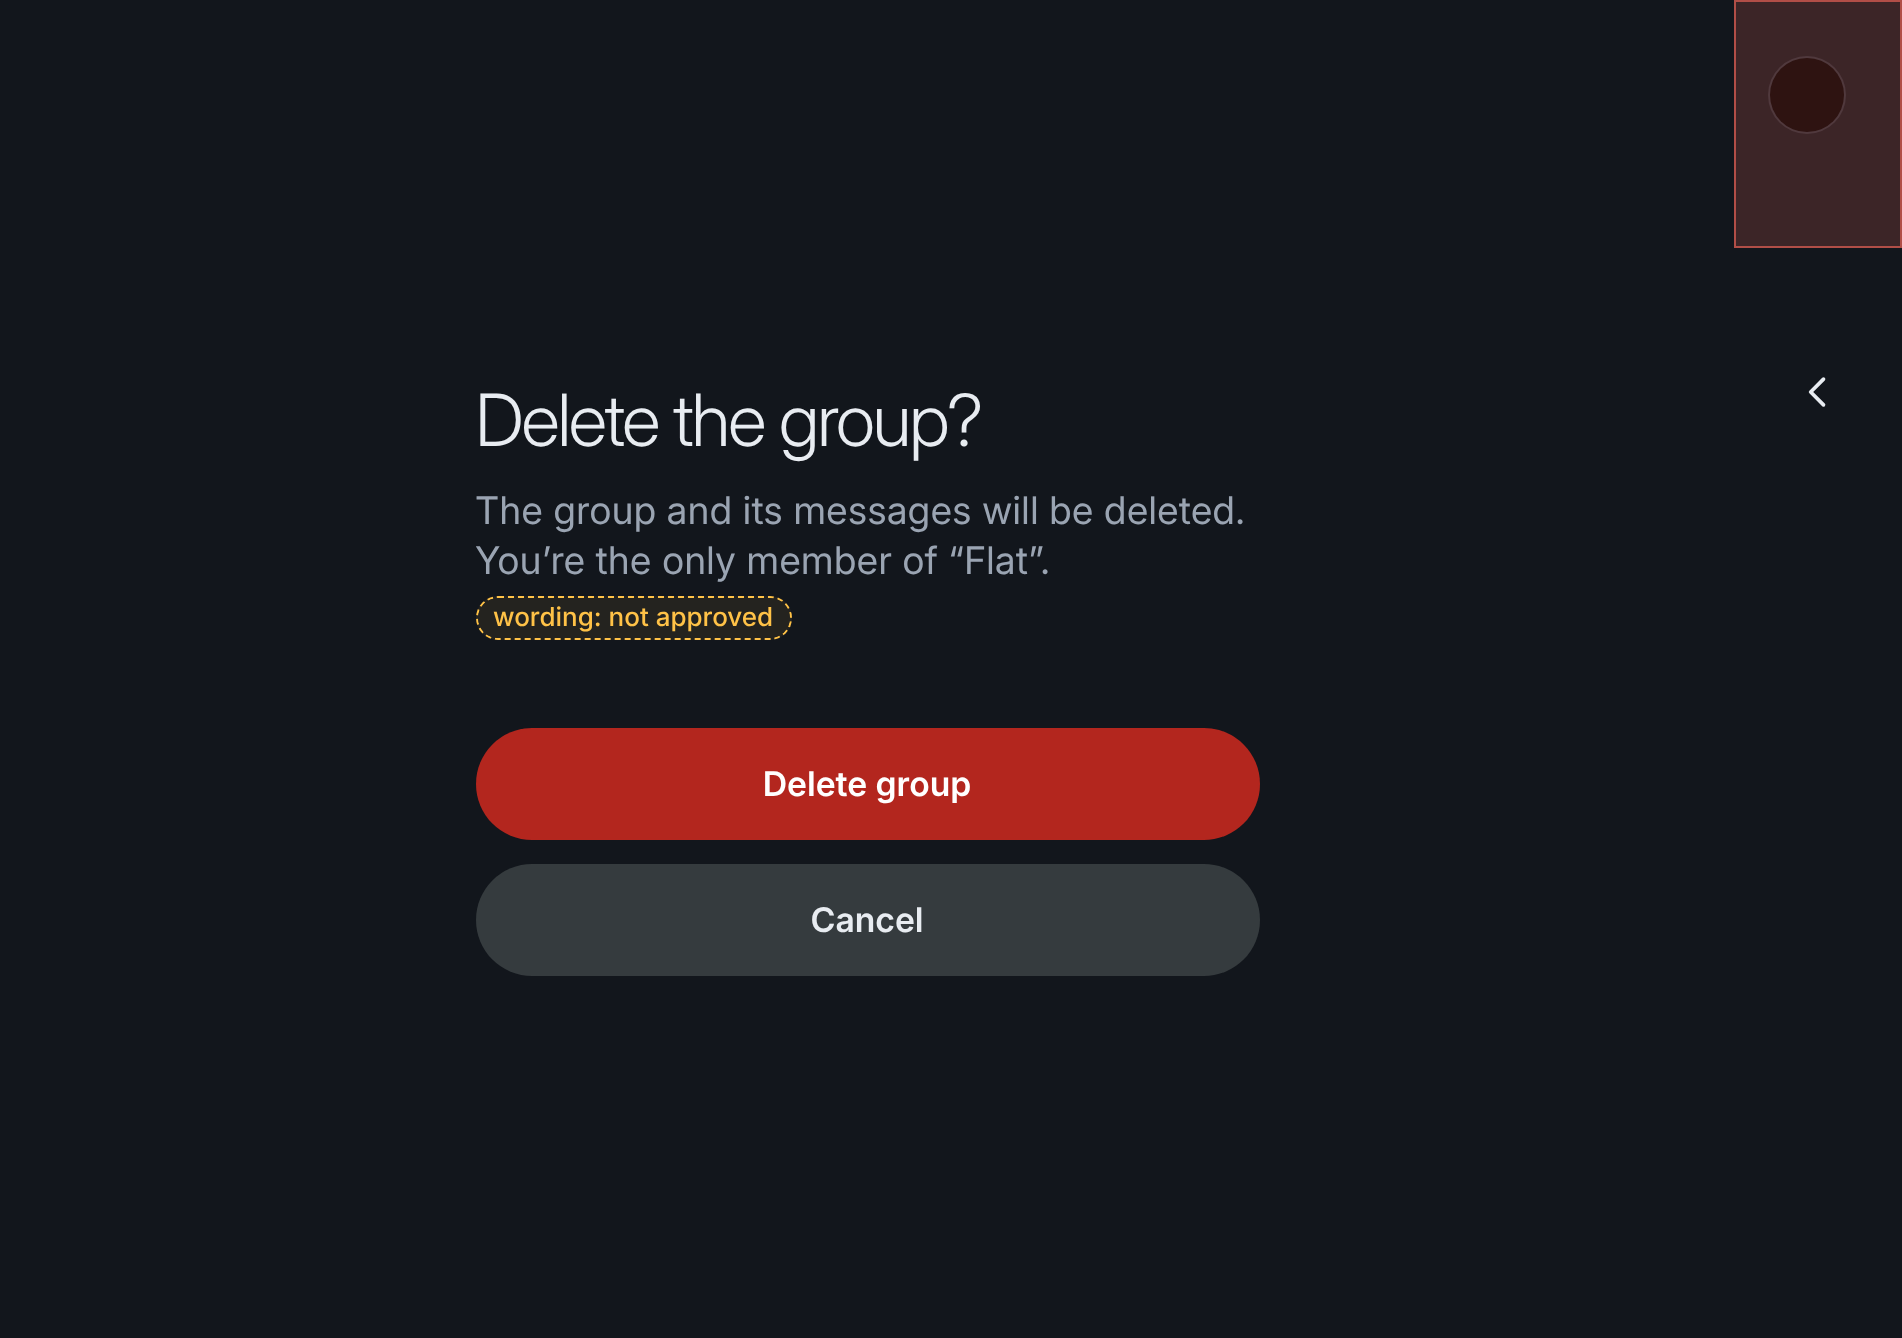 Delete the group?
The group and its messages will be deleted.
You’re the only member of “Flat”.
wording: not approved
Delete group
Cancel